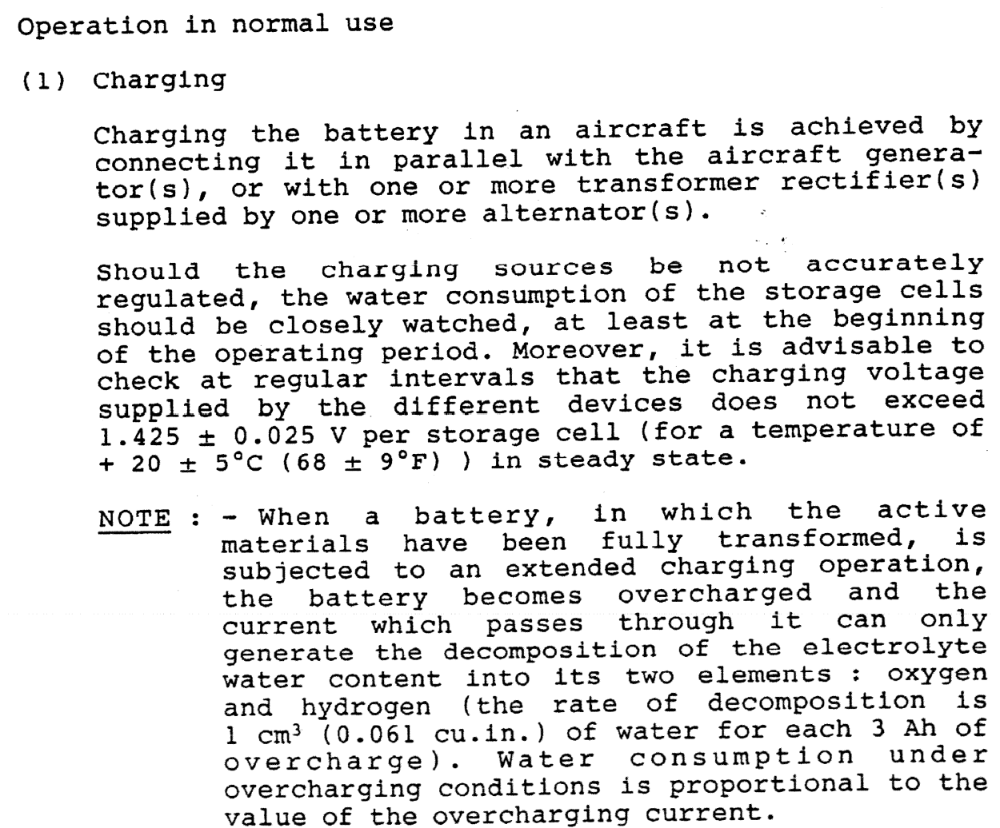 Operation in normal use
(1) Charging
Charging the battery in an aircraft is achieved by
connecting it in parallel with the aircraft genera-
tor(s), or with one or more transformer rectifier(s)
supplied by one or more alternator(s).
Should the charging sources be not accurately
regulated, the water consumption of the storage cells
should be closely watched, at least at the beginning
of the operating period. Moreover, it is advisable to
check at regular intervals that the charging voltage
supplied by the different devices does not exceed
1.425 ± 0.025 V per storage cell (for a temperature of
+ 20 ± 5°C (68 ± 9°F) ) in steady state.
NOTE : - When a battery, in which the active
materials have been fully transformed, is
subjected to an extended charging operation,
the battery becomes overcharged and the
current which passes through it can only
generate the decomposition of the electrolyte
water content into its two elements : oxygen
and hydrogen (the rate of decomposition is
1 cm³ (0.061 cu.in.) of water for each 3 Ah of
overcharge). Water consumption under
overcharging conditions is proportional to the
value of the overcharging current.